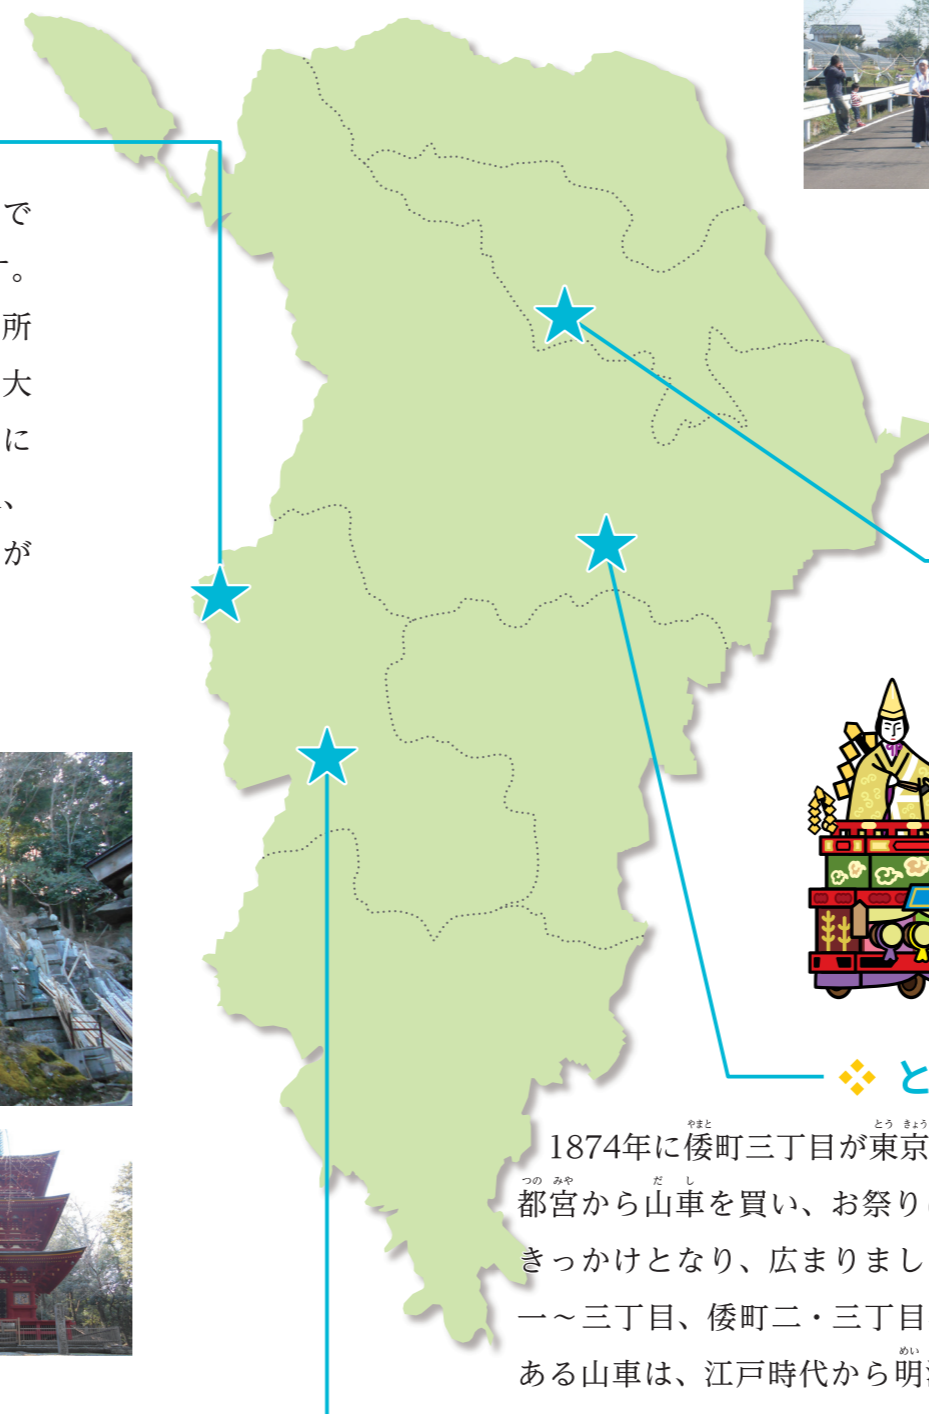 で
す。
所
大
に
、
が
と
1874年に倭町三丁目が東京
都宮から山車を買い、お祭り
きっかけとなり、広まりまし
一～三丁目、倭町二・三丁目
ある山車は、江戸時代から明